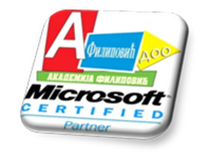 А
Филиповић
ДОО
АКАДЕМИЈА ФИЛИПОВИЋ
Microsoft®
CERTIFIED
Partner